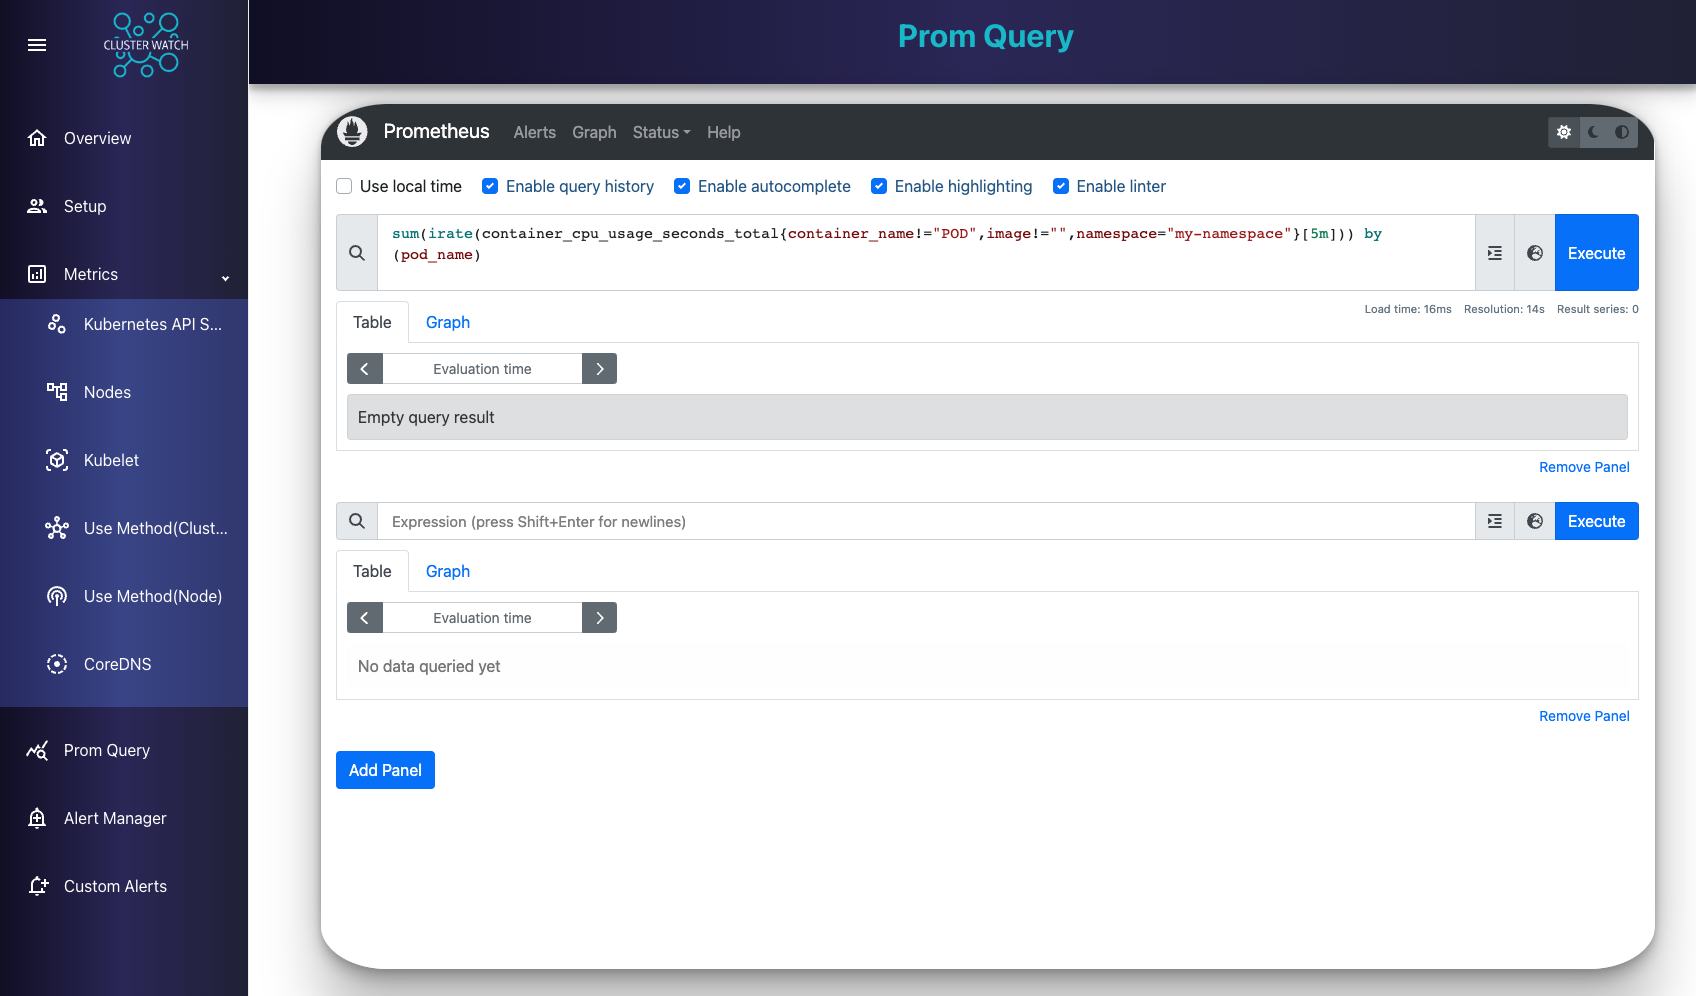 CLUSTER WATCH
Overview
Setup
Metrics
Kubernetes API S...
Nodes
Kubelet
Use Method(Clust...
Use Method(Node)
CoreDNS
Prom Query
Alert Manager
Custom Alerts
Prom Query
Prometheus Alerts Graph Status Help
Use local time Enable query history Enable autocomplete Enable highlighting Enable linter
sum(irate(container_cpu_usage_seconds_total{container_name!="POD",image!="",namespace="my-namespace"}[5m])) by
(pod_name)
Execute
Table Graph
Load time: 16ms Resolution: 14s Result series: 0
Evaluation time
Empty query result
Remove Panel
Expression (press Shift+Enter for newlines)
Execute
Table Graph
Evaluation time
No data queried yet
Remove Panel
Add Panel